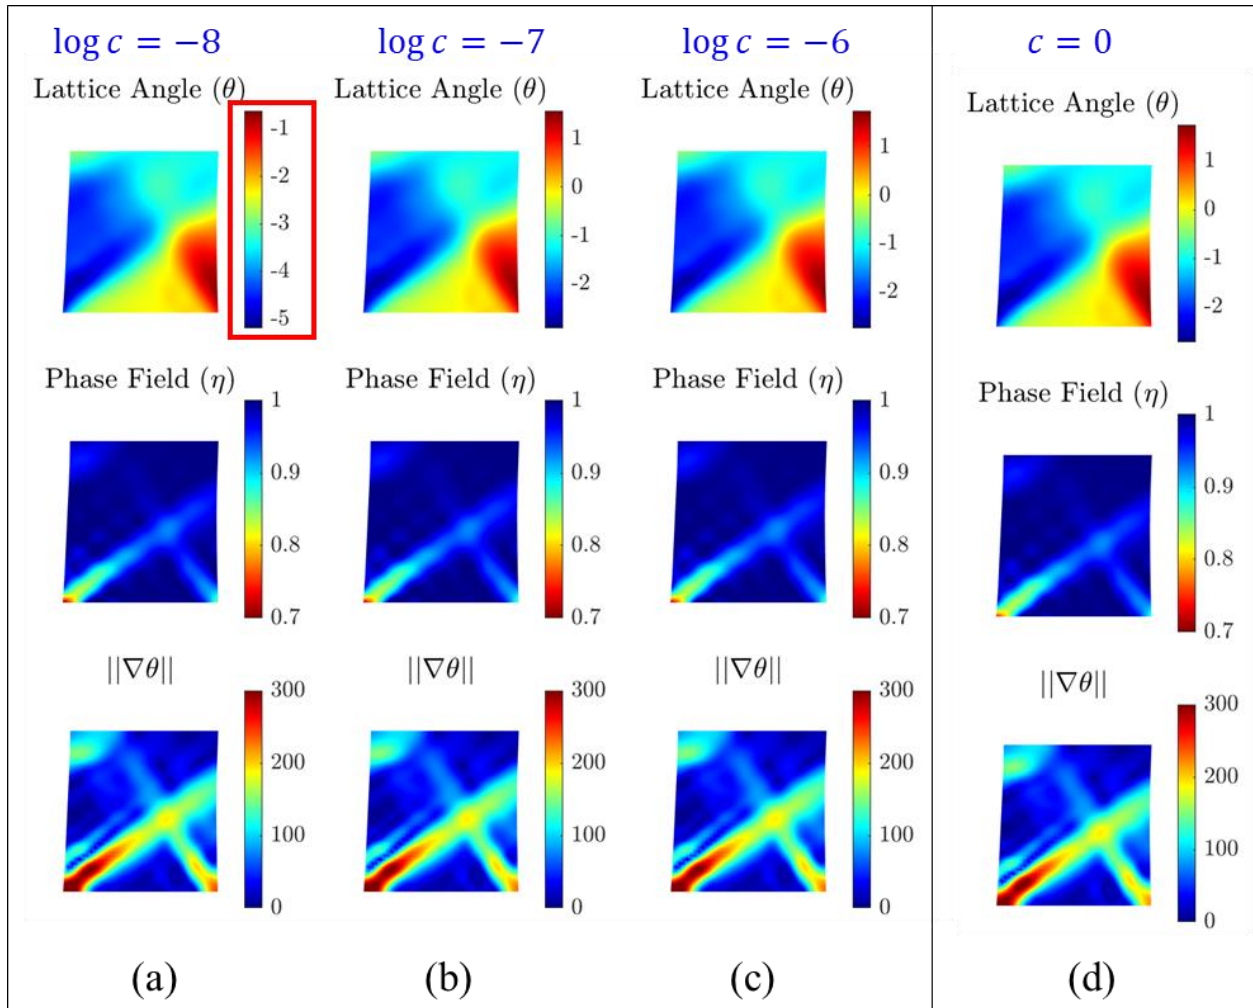 log c = −8
log c = −7
log c = −6
c = 0
Lattice Angle (θ)
-1
-2
-3
-4
-5
Lattice Angle (θ)
1
0
-1
-2
Lattice Angle (θ)
1
0
-1
-2
Lattice Angle (θ)
1
0
-1
-2
Phase Field (η)
1
0.9
0.8
0.7
Phase Field (η)
1
0.9
0.8
0.7
Phase Field (η)
1
0.9
0.8
0.7
Phase Field (η)
1
0.9
0.8
0.7
||∇θ||
300
200
100
0
||∇θ||
300
200
100
0
||∇θ||
300
200
100
0
||∇θ||
300
200
100
0
(a)
(b)
(c)
(d)